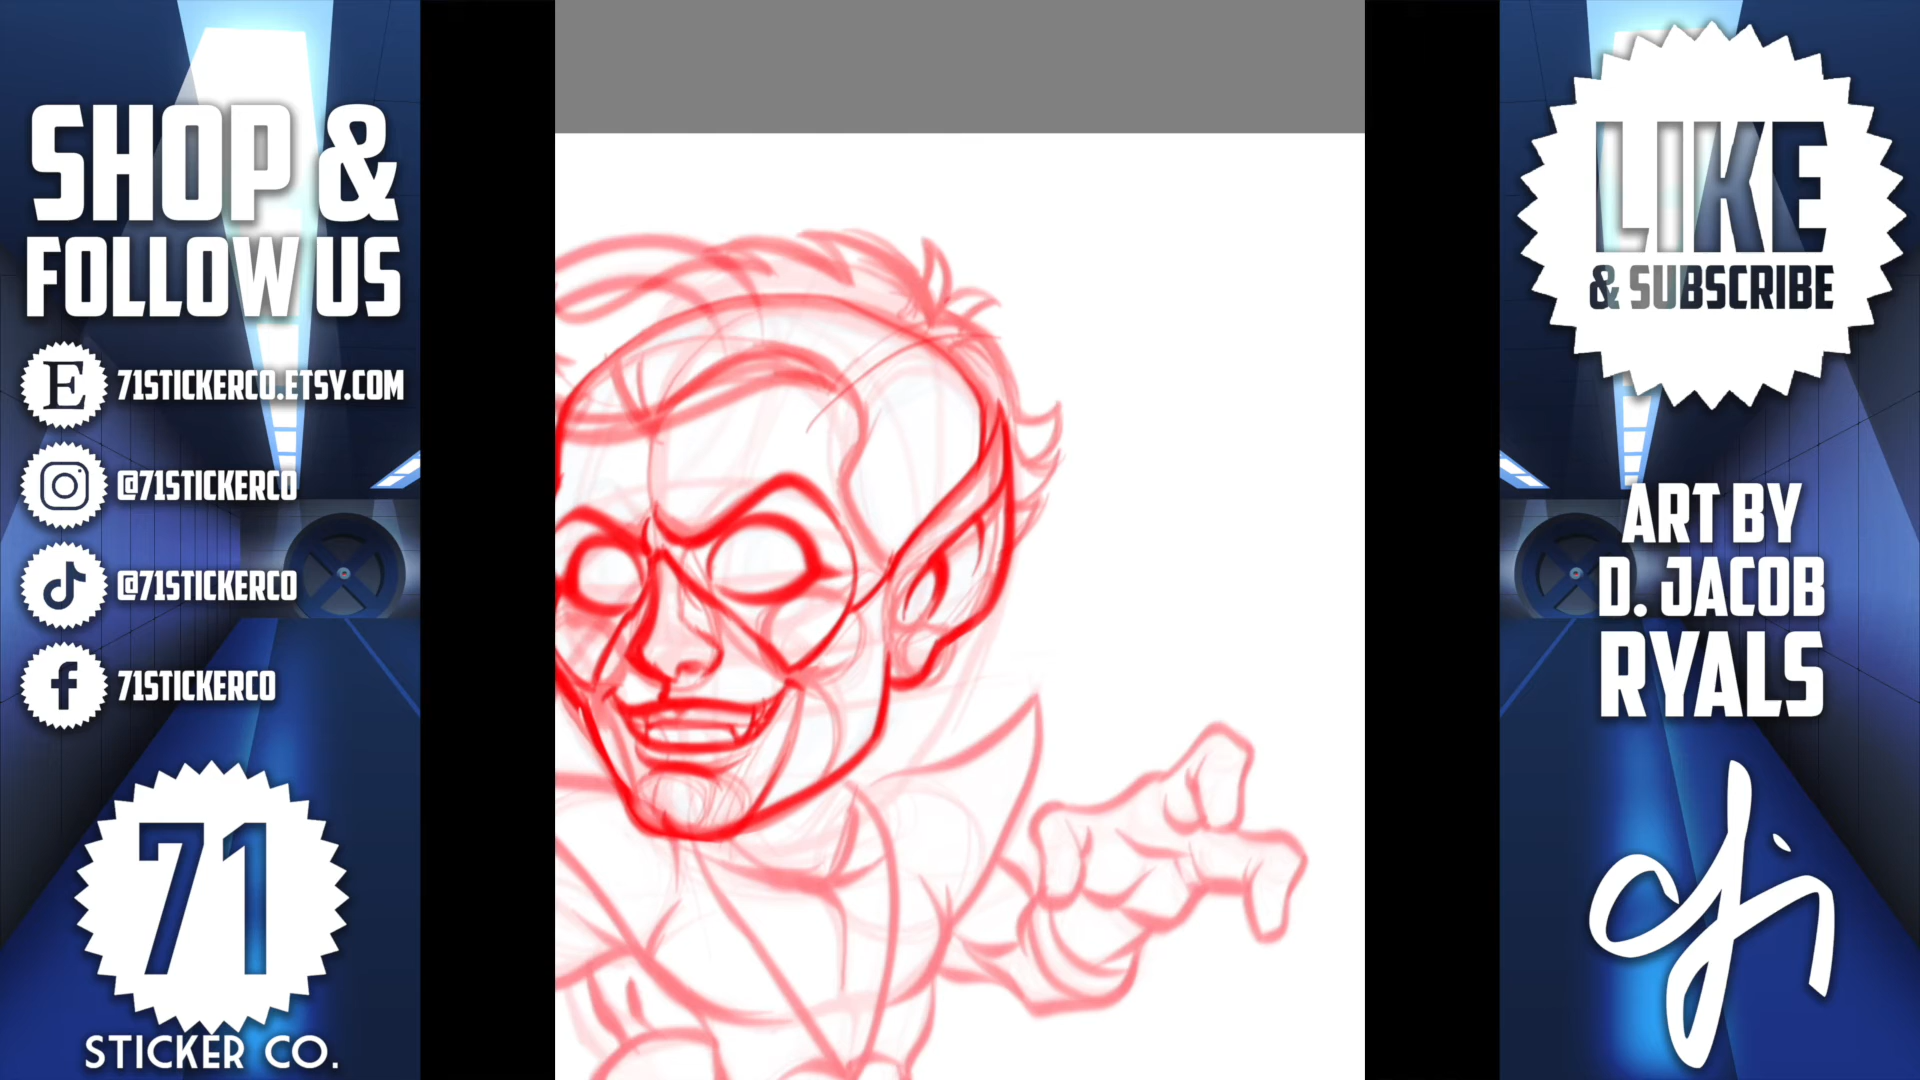 SHOP &
FOLLOW US
E
71STICKERCO.ETSY.COM
@71STICKERCO
@71STICKERCO
f
71STICKERCO
71
STICKER CO.
LIKE
& SUBSCRIBE
ART BY
D. JACOB
RYALS